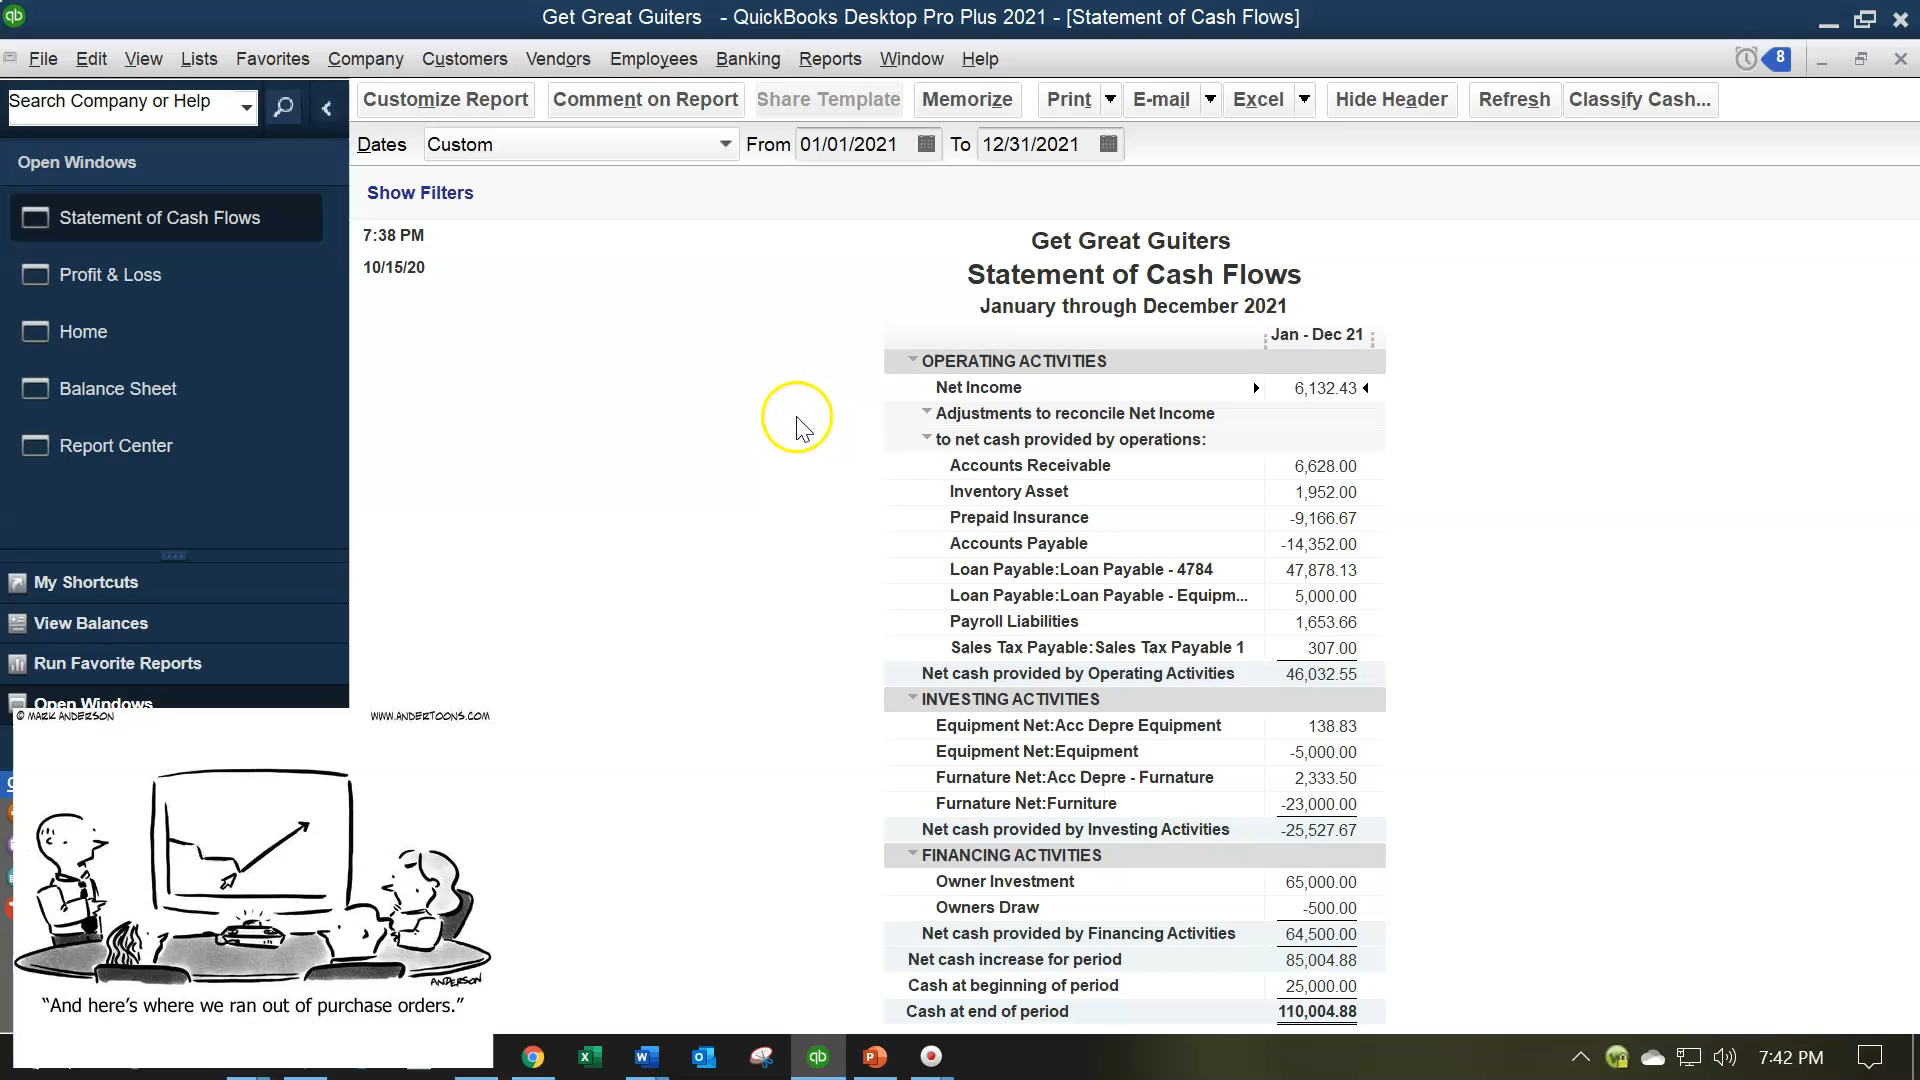 qb
Get Great Guiters - QuickBooks Desktop Pro Plus 2021 - [Statement of Cash Flows]
File Edit View Lists Favorites Company Customers Vendors Employees Banking Reports Window Help
8
Search Company or Help
Customize Report Comment on Report Share Template Memorize Print E-mail Excel Hide Header Refresh Classify Cash...
Dates Custom From 01/01/2021 To 12/31/2021
Open Windows
Show Filters
Statement of Cash Flows
Profit & Loss
Home
Balance Sheet
Report Center
My Shortcuts
View Balances
Run Favorite Reports
Open Windows
7:38 PM
10/15/20
Get Great Guiters
Statement of Cash Flows
January through December 2021
Jan - Dec 21
OPERATING ACTIVITIES
Net Income 6,132.43
Adjustments to reconcile Net Income
to net cash provided by operations:
Accounts Receivable 6,628.00
Inventory Asset 1,952.00
Prepaid Insurance -9,166.67
Accounts Payable -14,352.00
Loan Payable:Loan Payable - 4784 47,878.13
Loan Payable:Loan Payable - Equipm... 5,000.00
Payroll Liabilities 1,653.66
Sales Tax Payable:Sales Tax Payable 1 307.00
Net cash provided by Operating Activities 46,032.55
INVESTING ACTIVITIES
Equipment Net:Acc Depre Equipment 138.83
Equipment Net:Equipment -5,000.00
Furnature Net:Acc Depre - Furnature 2,333.50
Furnature Net:Furniture -23,000.00
Net cash provided by Investing Activities -25,527.67
FINANCING ACTIVITIES
Owner Investment 65,000.00
Owners Draw -500.00
Net cash provided by Financing Activities 64,500.00
Net cash increase for period 85,004.88
Cash at beginning of period 25,000.00
Cash at end of period 110,004.88
© MARK ANDERSON WWW.ANDERTOONS.COM
ANDERSON
“And here’s where we ran out of purchase orders.”
qb
7:42 PM